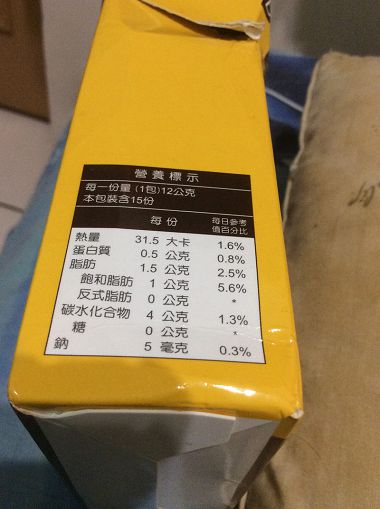 營養標示
每一份量(1包)12公克
本包裝含15份
每份 每日參考值百分比
熱量 31.5 大卡 1.6%
蛋白質 0.5 公克 0.8%
脂肪 1.5 公克 2.5%
飽和脂肪 1 公克 5.6%
反式脂肪 0 公克 *
碳水化合物 4 公克 1.3%
糖 0 公克 *
鈉 5 毫克 0.3%